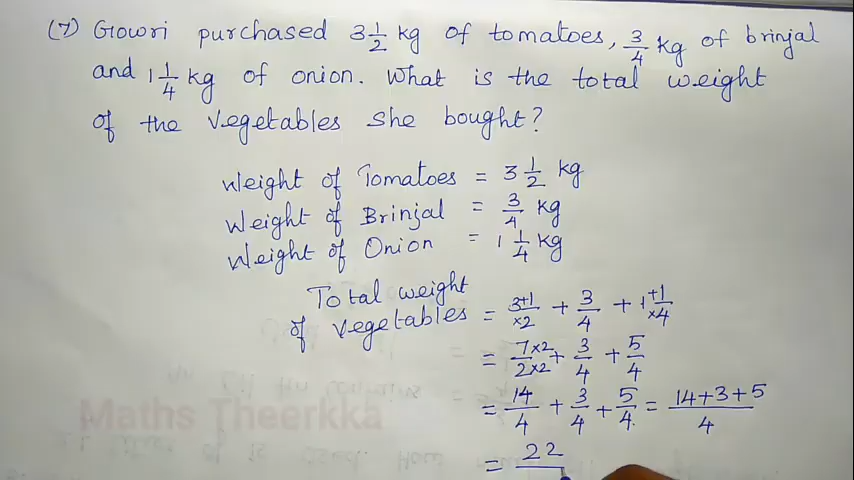 (7) Gowri purchased 3 1/2 kg of tomatoes, 3/4 kg of brinjal
and 1 1/4 kg of onion. What is the total weight
of the vegetables she bought?
Weight of Tomatoes = 3 1/2 kg
Weight of Brinjal = 3/4 kg
Weight of Onion = 1 1/4 kg
Total weight
of vegetables = 3+1/×2 + 3/4 + 1+1/×4
= 7×2/2×2 + 3/4 + 5/4
= 14/4 + 3/4 + 5/4 = 14+3+5/4
Maths Theerkka
= 22/